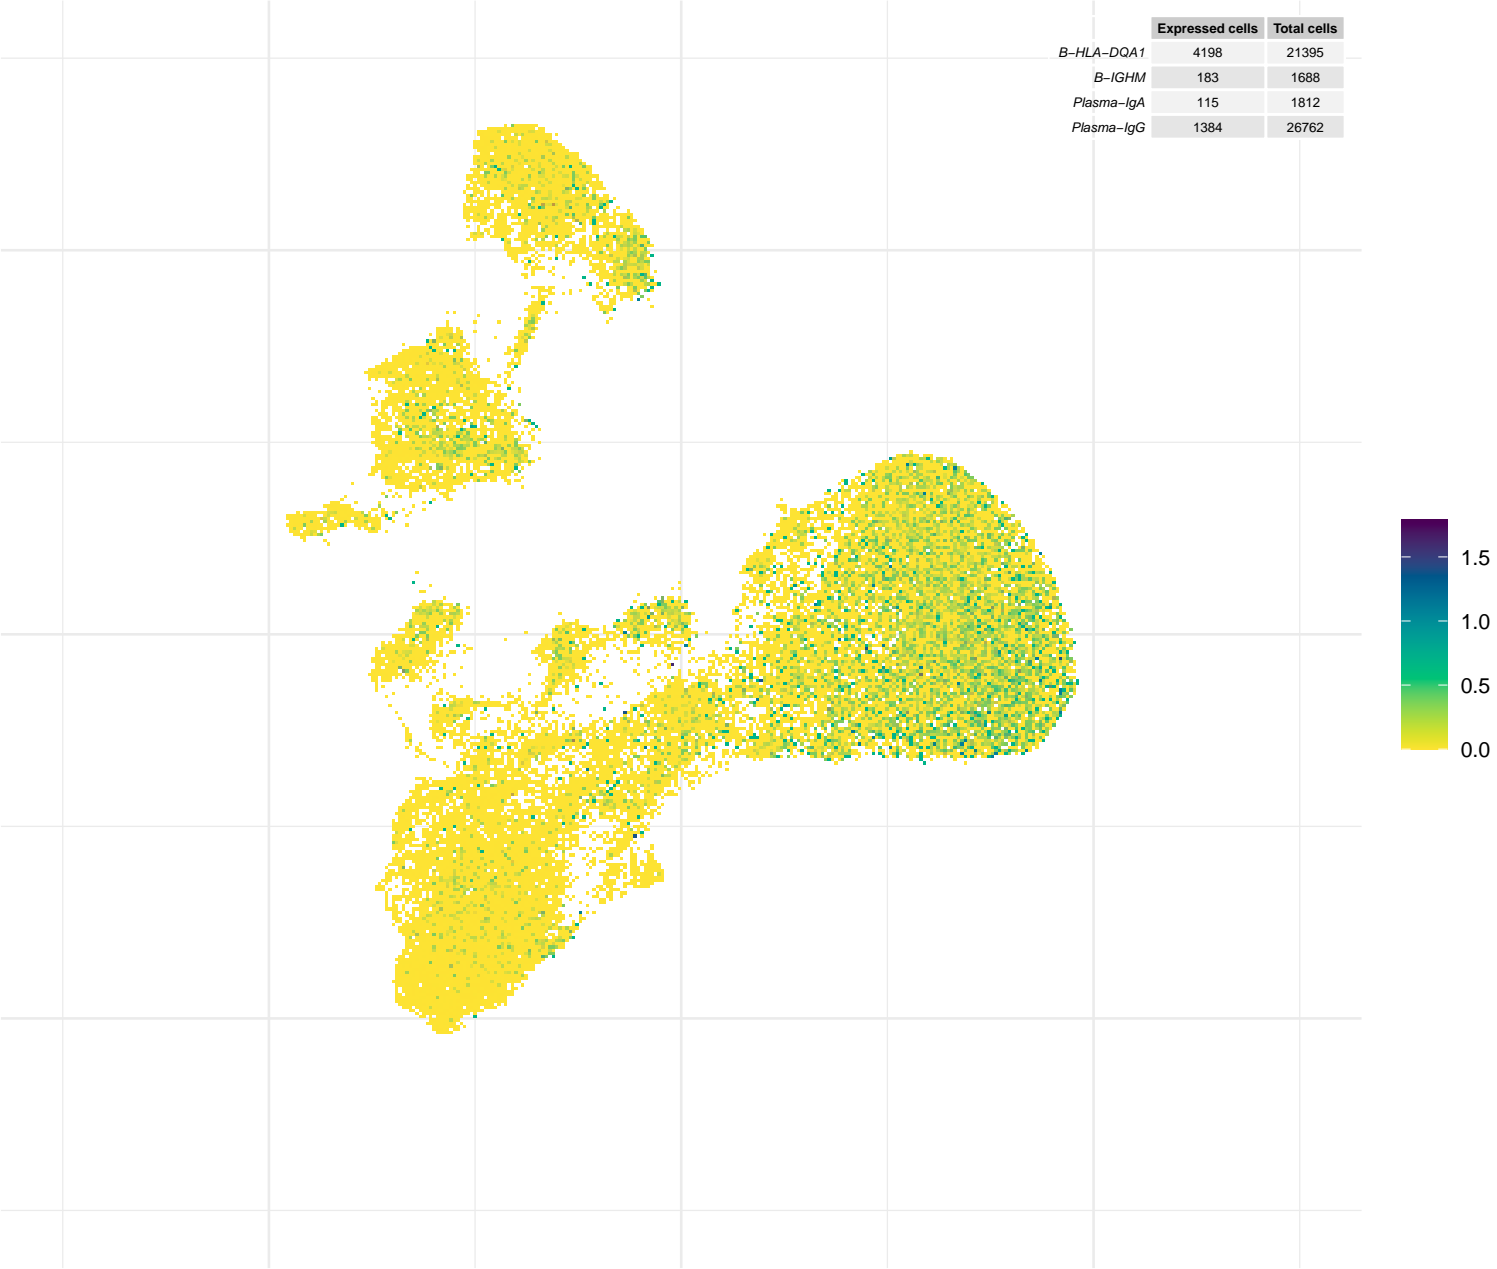 Expressed cells Total cells
B−HLA−DQA1 4198 21395
B−IGHM 183 1688
Plasma−IgA 115 1812
Plasma−IgG 1384 26762
1.5
1.0
0.5
0.0